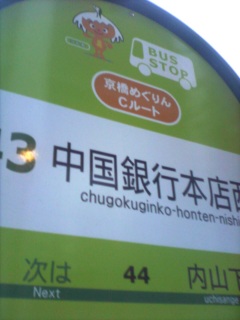 BUS
STOP
京橋めぐりん
Cルート
43 中国銀行本店西
chugokuginko-honten-nishi
次は 44 内山下
Next uchisange